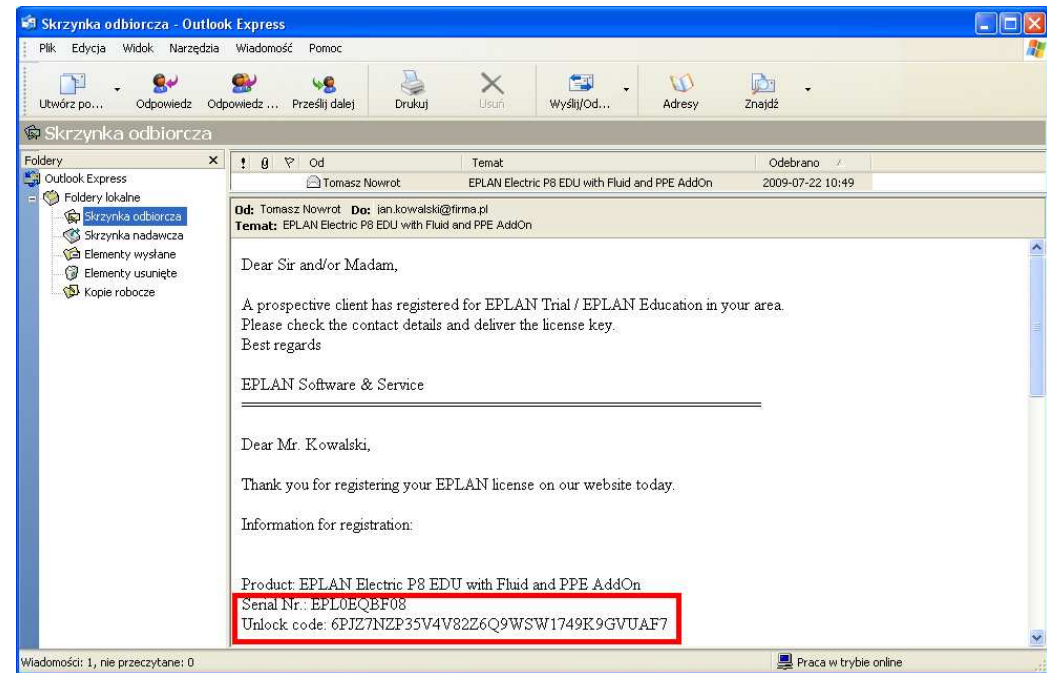 Skrzynka odbiorcza - Outlook Express
Plik Edycja Widok Narzędzia Wiadomość Pomoc
Utwórz po... Odpowiedz Odpowiedz ... Prześlij dalej Drukuj Usuń Wyślij/Od... Adresy Znajdź
Skrzynka odbiorcza
Foldery
Outlook Express
Foldery lokalne
Skrzynka odbiorcza
Skrzynka nadawcza
Elementy wysłane
Elementy usunięte
Kopie robocze
! Od Temat Odebrano
Tomasz Nowrot EPLAN Electric P8 EDU with Fluid and PPE AddOn 2009-07-22 10:49
Od: Tomasz Nowrot Do: jan.kowalski@firma.pl
Temat: EPLAN Electric P8 EDU with Fluid and PPE AddOn
Dear Sir and/or Madam,
A prospective client has registered for EPLAN Trial / EPLAN Education in your area.
Please check the contact details and deliver the license key.
Best regards
EPLAN Software & Service
Dear Mr. Kowalski,
Thank you for registering your EPLAN license on our website today.
Information for registration:
Product: EPLAN Electric P8 EDU with Fluid and PPE AddOn
Serial Nr.: EPL0EQBF08
Unlock code: 6PJZ7NZP35V4V82Z6Q9WSW1749K9GVUAF7
Wiadomości: 1, nie przeczytane: 0
Praca w trybie online